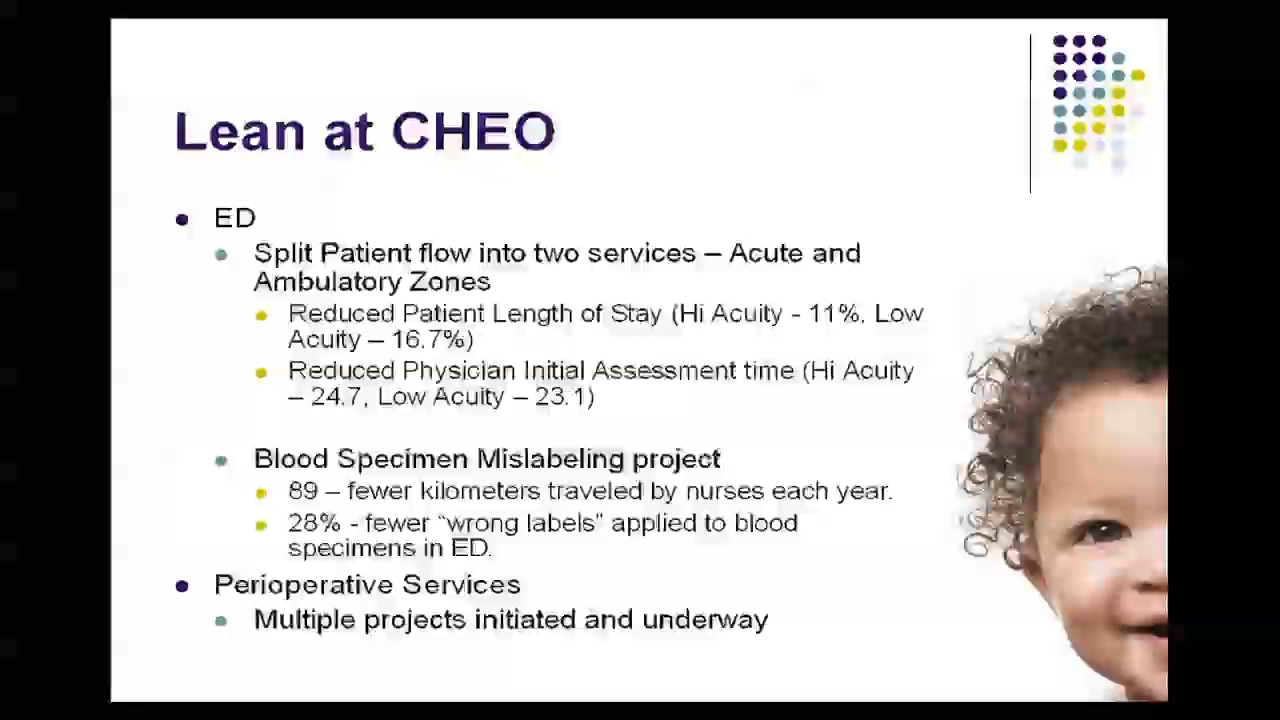 Lean at CHEO
ED
Split Patient flow into two services – Acute and
Ambulatory Zones
Reduced Patient Length of Stay (Hi Acuity - 11%, Low
Acuity – 16.7%)
Reduced Physician Initial Assessment time (Hi Acuity
– 24.7, Low Acuity – 23.1)
Blood Specimen Mislabeling project
89 – fewer kilometers traveled by nurses each year.
28% - fewer “wrong labels” applied to blood
specimens in ED.
Perioperative Services
Multiple projects initiated and underway